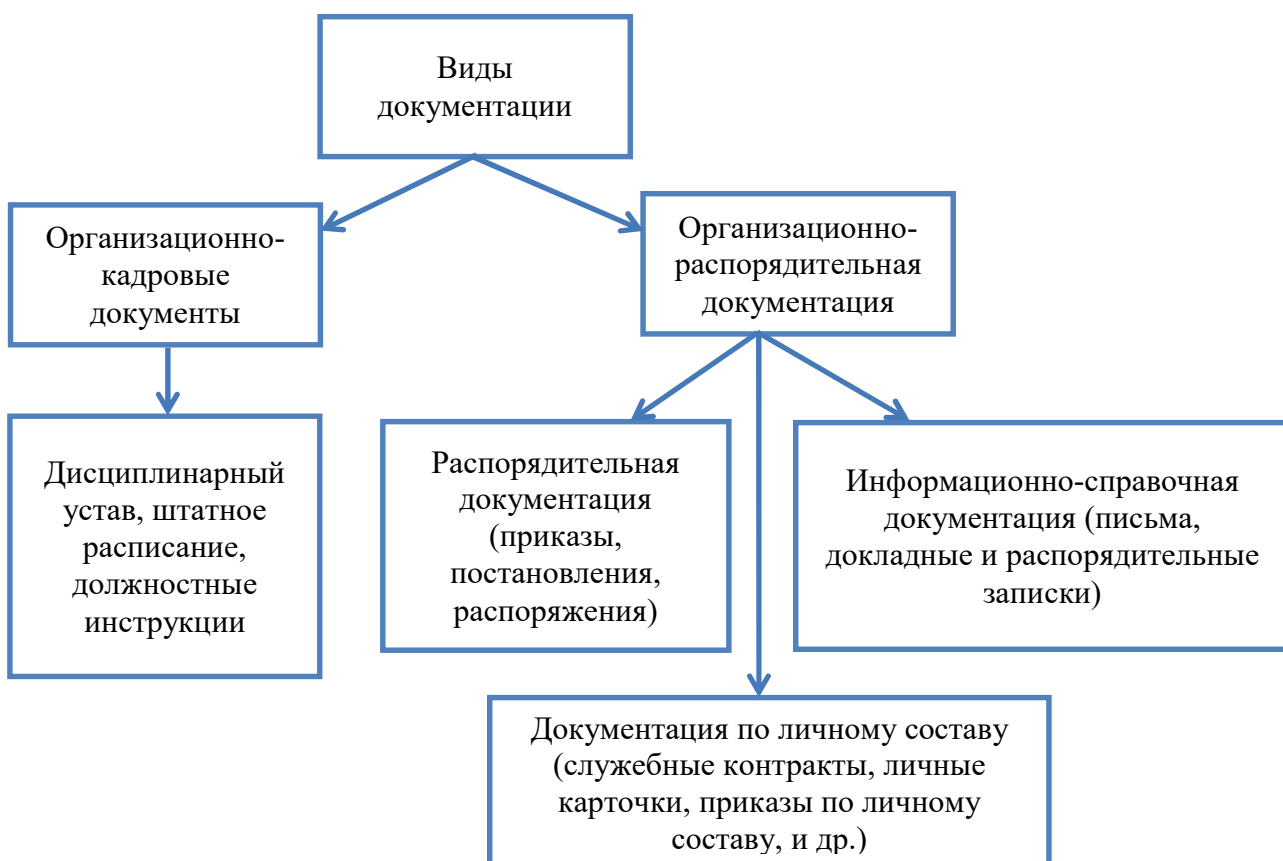 Виды
документации
Организационно-
кадровые
документы
Организационно-
распорядительная
документация
Дисциплинарный
устав, штатное
расписание,
должностные
инструкции
Распорядительная
документация
(приказы,
постановления,
распоряжения)
Информационно-справочная
документация (письма,
докладные и распорядительные
записки)
Документация по личному составу
(служебные контракты, личные
карточки, приказы по личному
составу, и др.)